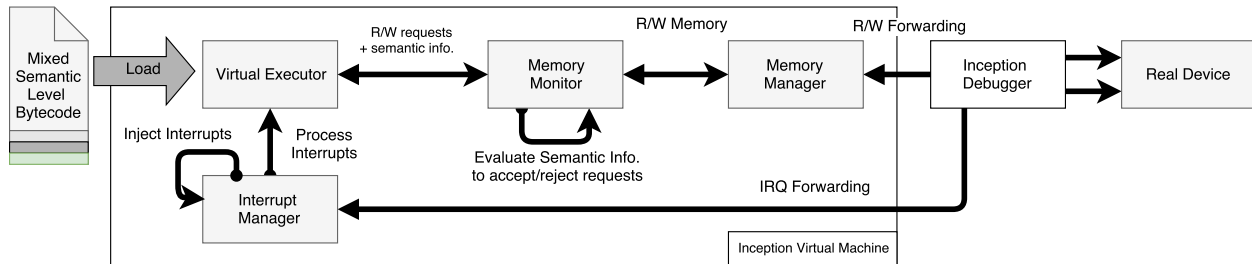 Mixed
Semantic
Level
Bytecode
Load
Virtual Executor
R/W requests
+ semantic info.
Memory
Monitor
R/W Memory
Memory
Manager
R/W Forwarding
Inception
Debugger
Real Device
Inject Interrupts
Process
Interrupts
Evaluate Semantic Info.
to accept/reject requests
Interrupt
Manager
IRQ Forwarding
Inception Virtual Machine